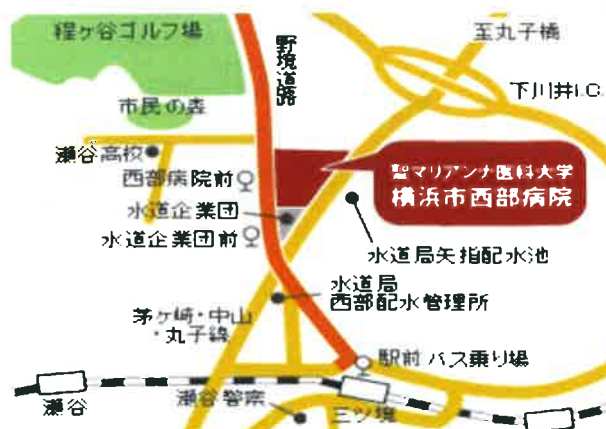 程ヶ谷ゴルフ場
野境道路
至丸子橋
下川井I.C
市民の森
瀬谷高校
西部病院前
聖マリアンナ医科大学
横浜市西部病院
水道企業団
水道企業団前
水道局矢指配水池
水道局
西部配水管理所
茅ヶ崎・中山
・丸子線
駅前バス乗り場
瀬谷
瀬谷警察
三ツ境